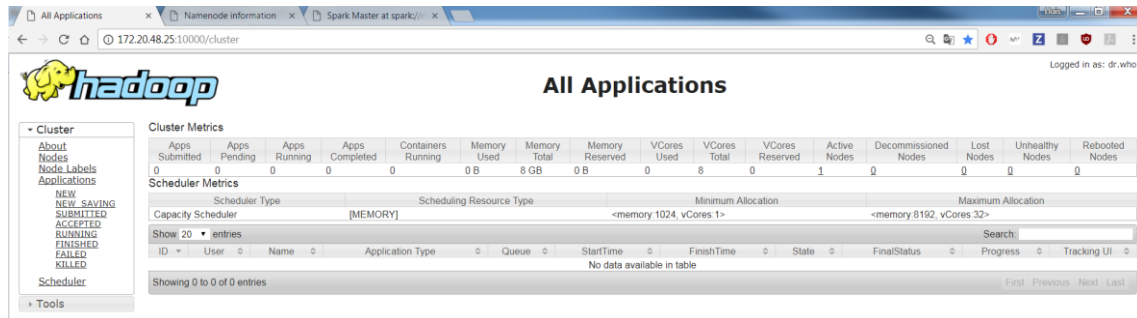 All Applications
Namenode information
Spark Master at spark://
172.20.48.25:10000/cluster
Logged in as: dr.who
hadoop
All Applications
Cluster
About
Nodes
Node Labels
Applications
NEW
NEW_SAVING
SUBMITTED
ACCEPTED
RUNNING
FINISHED
FAILED
KILLED
Scheduler
Tools
Cluster Metrics
Apps Submitted Apps Pending Apps Running Apps Completed Containers Running Memory Used Memory Total Memory Reserved VCores Used VCores Total VCores Reserved Active Nodes Decommissioned Nodes Lost Nodes Unhealthy Nodes Rebooted Nodes
0 0 0 0 0 0 B 8 GB 0 B 0 8 0 1 0 0 0 0
Scheduler Metrics
Scheduler Type Scheduling Resource Type Minimum Allocation Maximum Allocation
Capacity Scheduler [MEMORY] <memory:1024, vCores:1> <memory:8192, vCores:32>
Show 20 entries Search:
ID User Name Application Type Queue StartTime FinishTime State FinalStatus Progress Tracking UI
No data available in table
Showing 0 to 0 of 0 entries First Previous Next Last